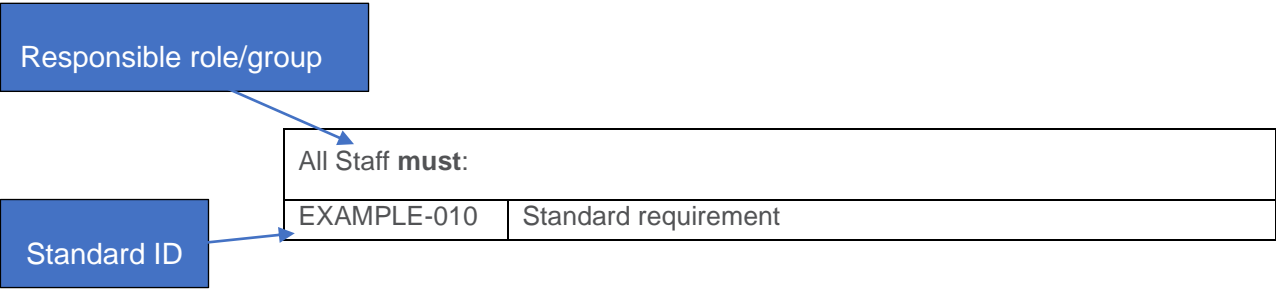 Responsible role/group
All Staff must:
EXAMPLE-010 Standard requirement
Standard ID